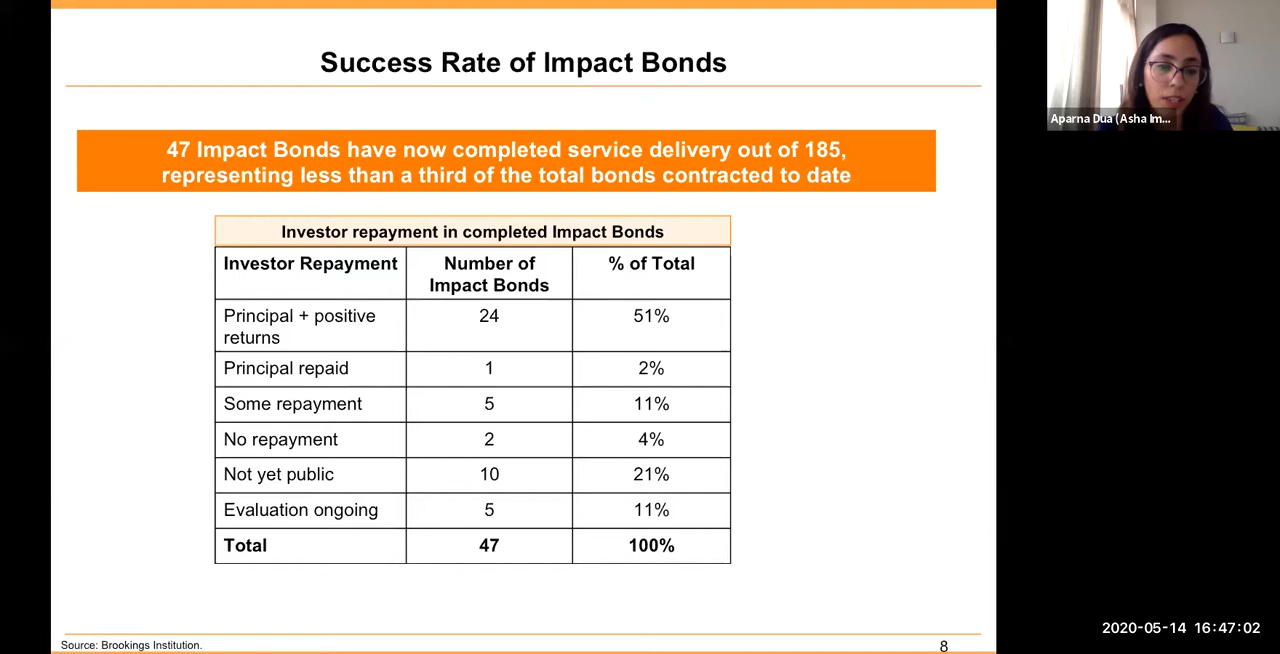 Success Rate of Impact Bonds
47 Impact Bonds have now completed service delivery out of 185,
representing less than a third of the total bonds contracted to date
Investor repayment in completed Impact Bonds
Investor Repayment Number of Impact Bonds % of Total
Principal + positive returns 24 51%
Principal repaid 1 2%
Some repayment 5 11%
No repayment 2 4%
Not yet public 10 21%
Evaluation ongoing 5 11%
Total 47 100%
Source: Brookings Institution.
8
Aparna Dua (Asha Im...
2020-05-14 16:47:02